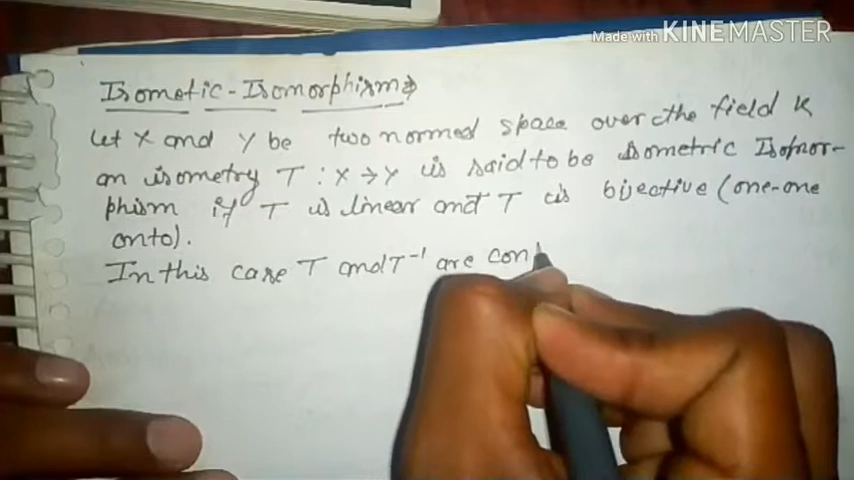 Made with KINEMASTER
Isometic-Isomorphism⇒
Let X and Y be two normed space over the field K
an isometry T : X → Y is said to be isometric Isomor-
phism if T is linear and T is bijective (one-one
onto).
In this case T and T⁻¹ are con